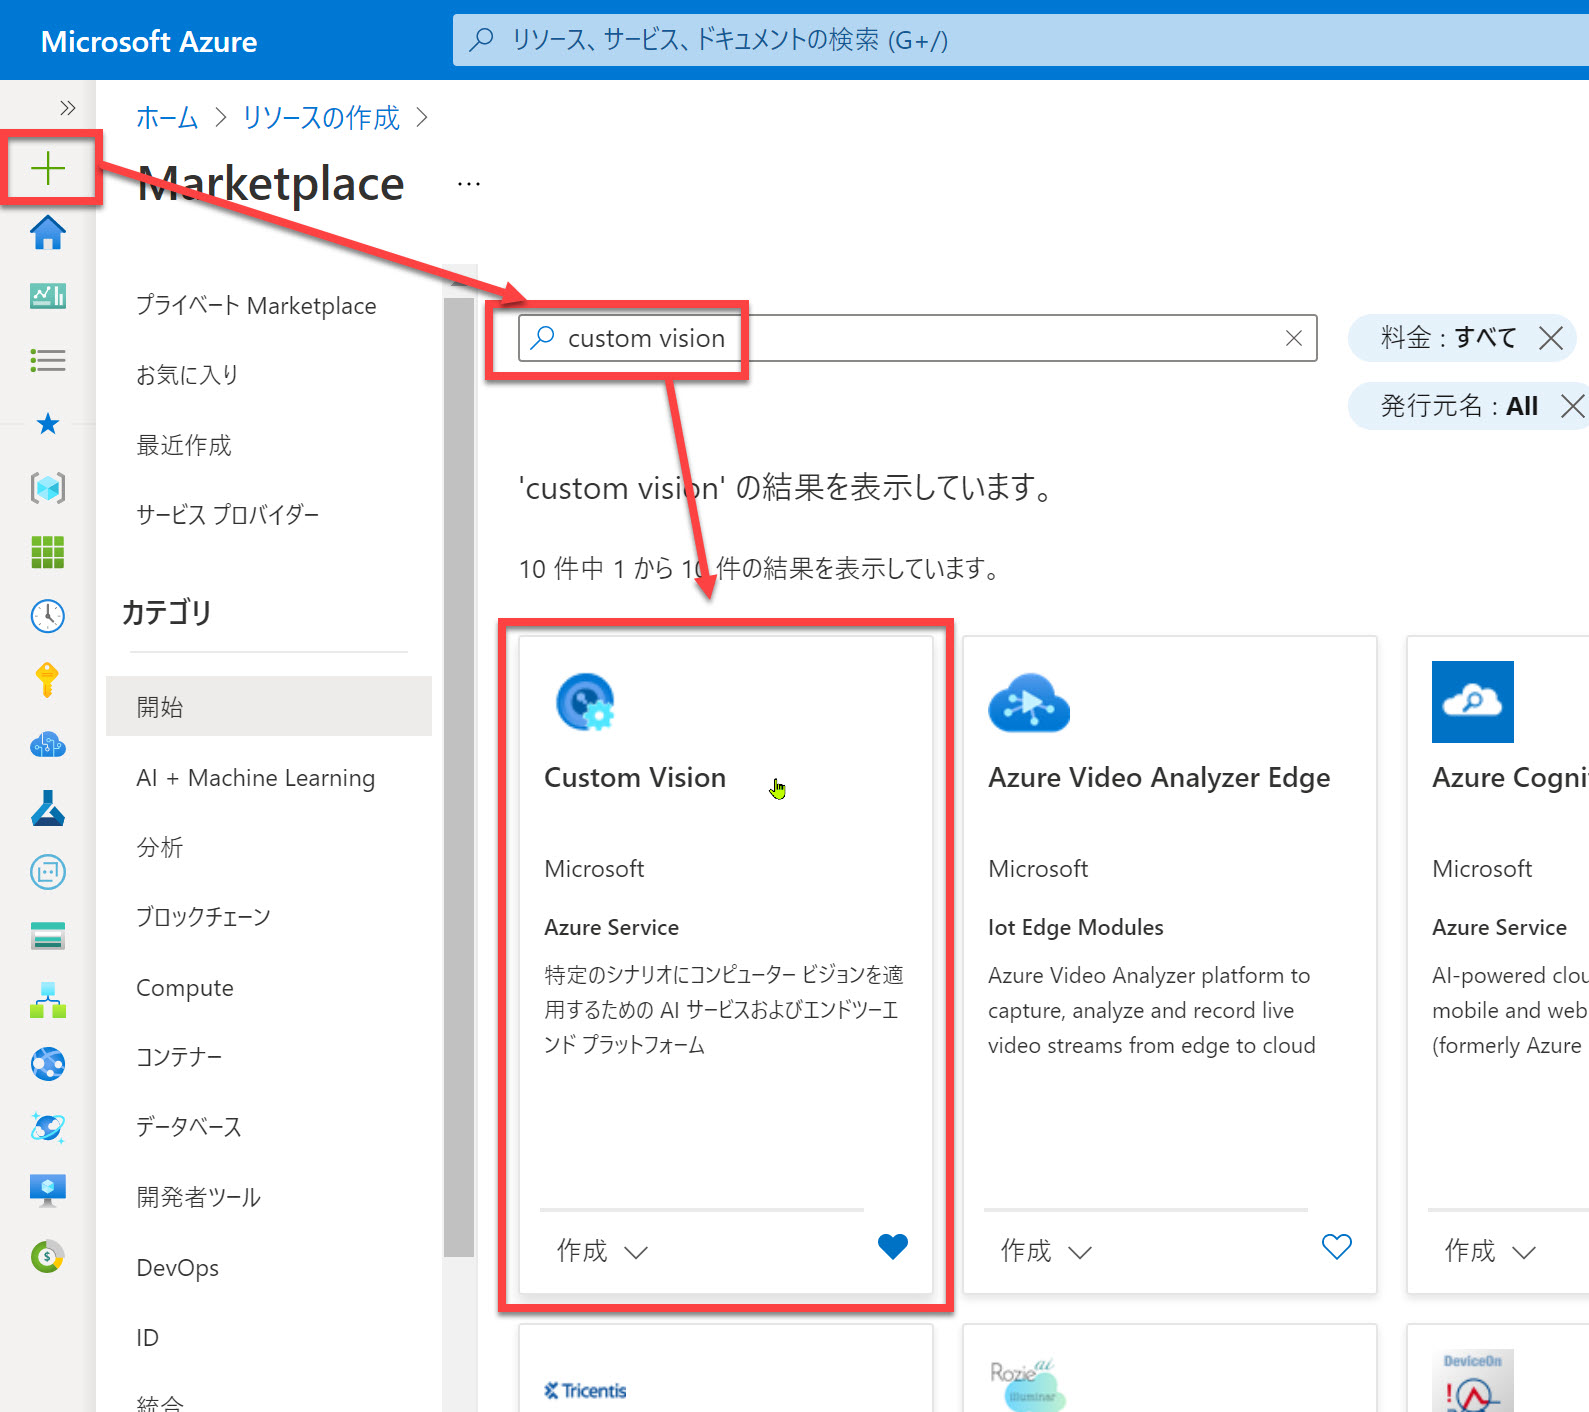 Microsoft Azure
リソース、サービス、ドキュメントの検索 (G+/)
ホーム > リソースの作成 >
Marketplace ...
プライベート Marketplace
お気に入り
最近作成
サービス プロバイダー
カテゴリ
開始
AI + Machine Learning
分析
ブロックチェーン
Compute
コンテナー
データベース
開発者ツール
DevOps
ID
統合
custom vision
料金 : すべて
発行元名 : All
'custom vision' の結果を表示しています。
10 件中 1 から 10 件の結果を表示しています。
Custom Vision
Microsoft
Azure Service
特定のシナリオにコンピューター ビジョンを適
用するための AI サービスおよびエンドツーエ
ンド プラットフォーム
作成
Azure Video Analyzer Edge
Microsoft
Iot Edge Modules
Azure Video Analyzer platform to
capture, analyze and record live
video streams from edge to cloud
作成
Azure Cogni
Microsoft
Azure Service
AI-powered clou
mobile and web
(formerly Azure
作成
Tricentis
Rozie ai
illuminar
DeviceOn